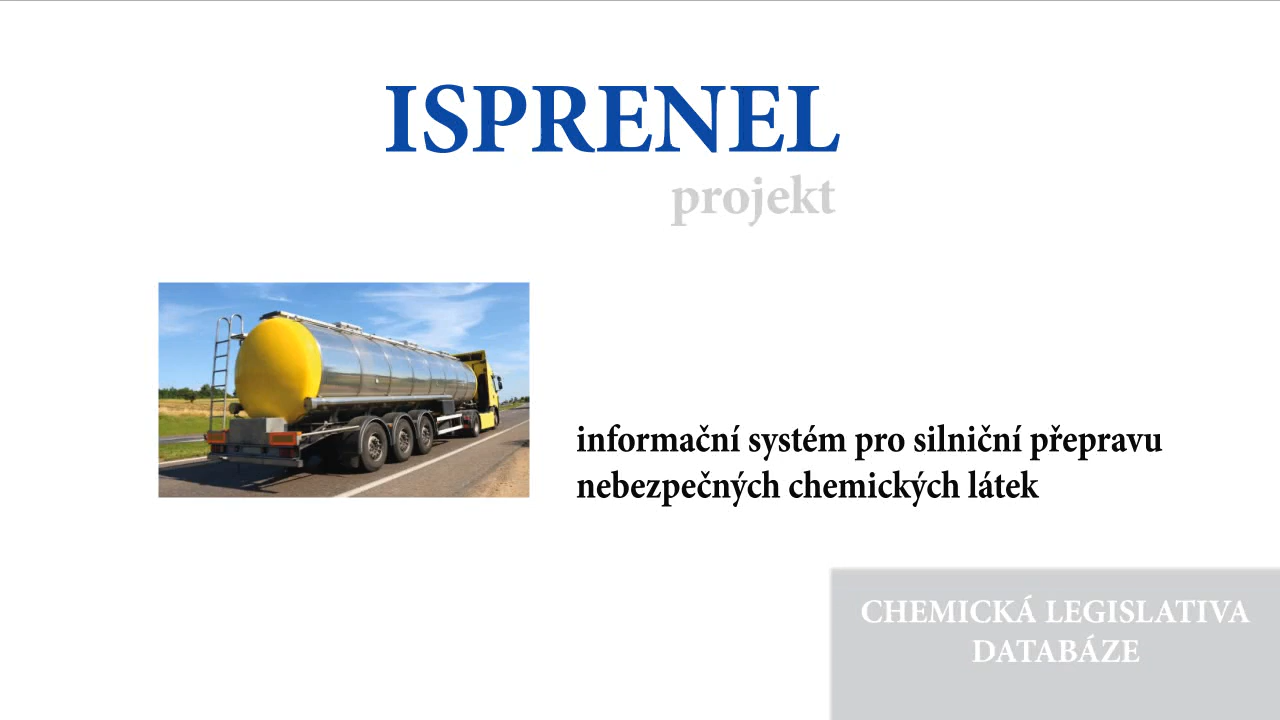 ISPRENEL
projekt
informační systém pro silniční přepravu
nebezpečných chemických látek
CHEMICKÁ LEGISLATIVA
DATABÁZE